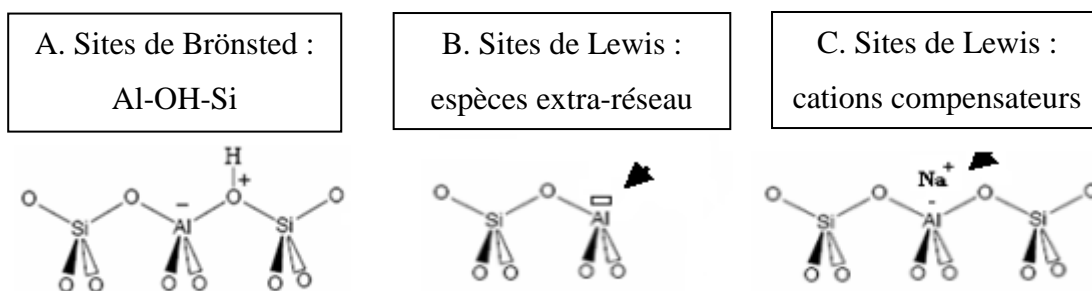 A. Sites de Brönsted :
Al-OH-Si
B. Sites de Lewis :
espèces extra-réseau
C. Sites de Lewis :
cations compensateurs
H
O O O + O
Si − Al Si
O O O O O O
O O
Si Al
O O O O
Na+
O O - O O
Si Al Si
O O O O O O